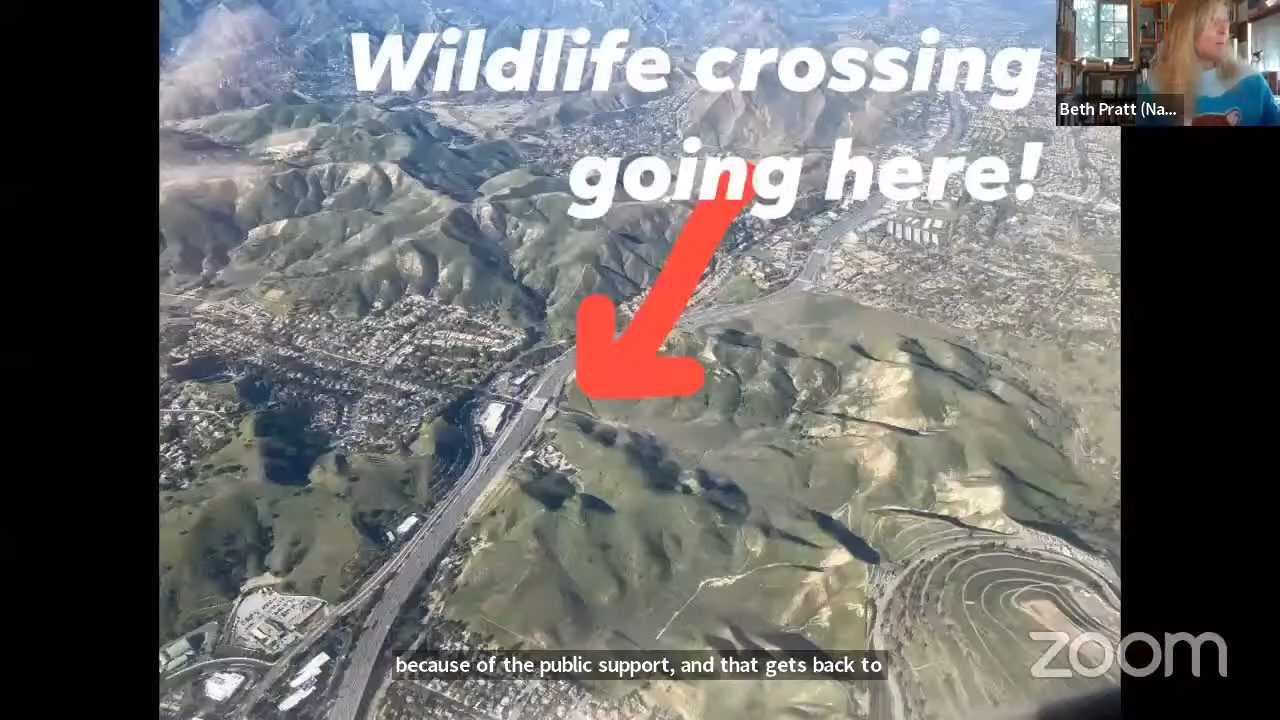 Wildlife crossing
going here!
Beth Pratt (Na...
because of the public support, and that gets back to
zoom